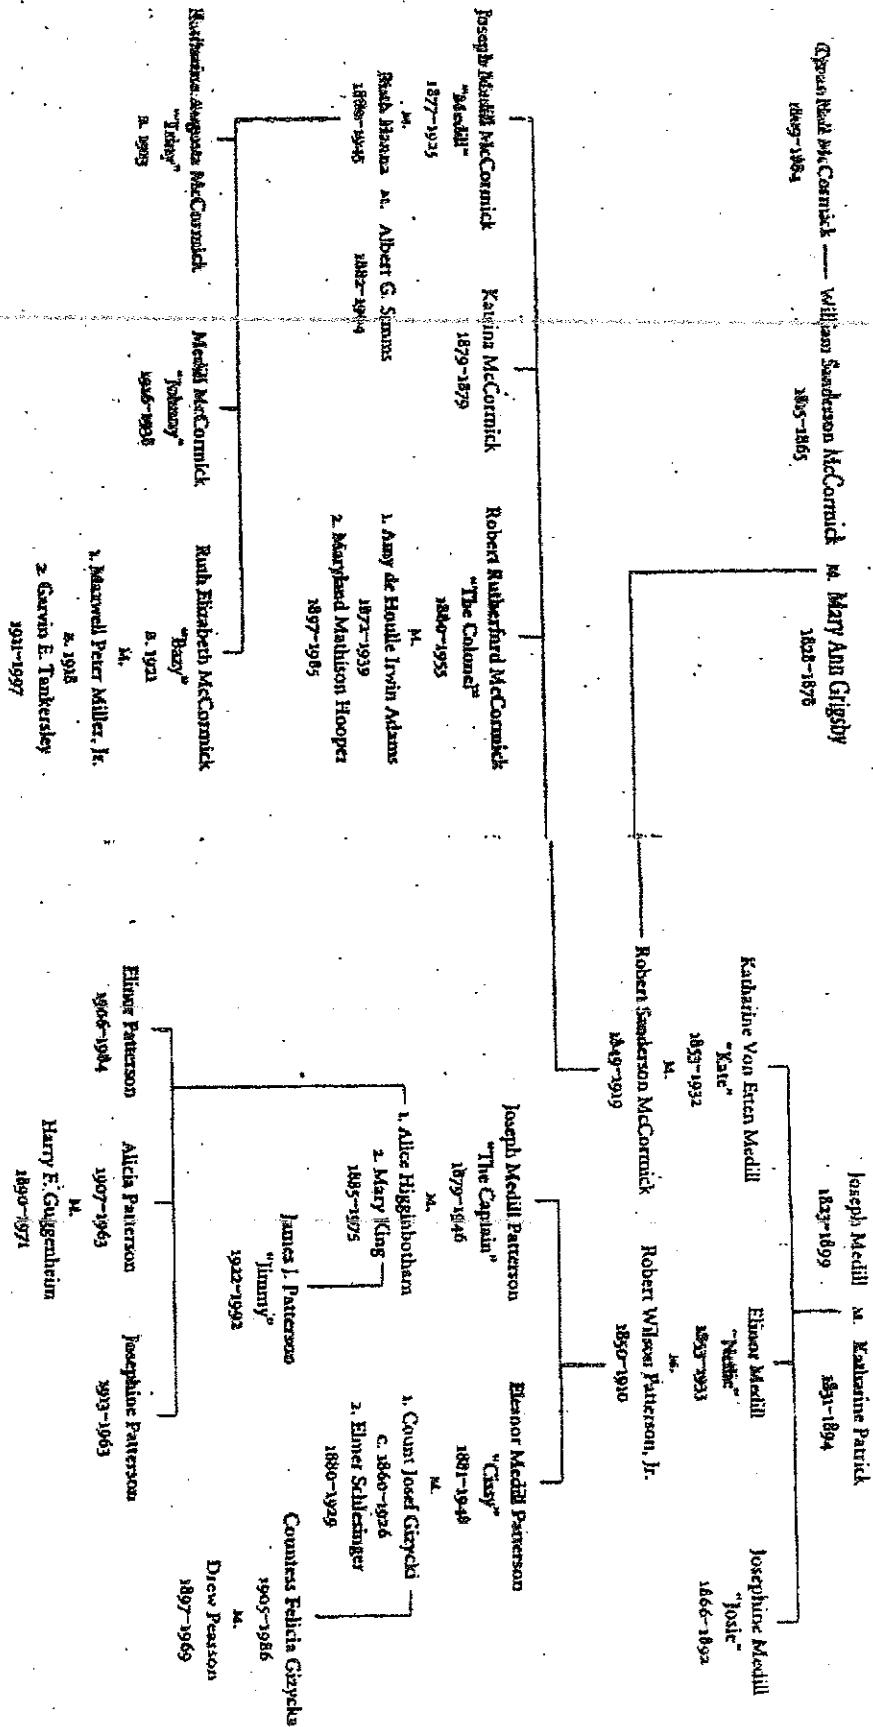 Joseph Medill M. Katharine Patrick
1823-1899
1831-1894
Cyrus Hall McCormick — William Sanderson McCormick M. Mary Ann Grigsby
1809-1884
1815-1865
1828-1878
Katharine Von Etten Medill
"Kate"
1853-1932
M.
Robert Sanderson McCormick
1849-1919
Elinor Medill
"Nellie"
1855-1933
M.
Robert Wilson Patterson, Jr.
1850-1910
Josephine Medill
"Josie"
1866-1892
Joseph Medill McCormick
"Medill"
1877-1925
M.
Ruth Hanna M. Albert G. Simms
1880-1945
1882-1964
Katrina McCormick
1879-1879
Robert Rutherford McCormick
"The Colonel"
1880-1955
M.
1. Amy de Houlle Irwin Adams
1872-1939
2. Maryland Mathison Hooper
1897-1985
Joseph Medill Patterson
"The Captain"
1879-1946
M.
1. Alice Higginbotham
2. Mary King
1885-1975
James J. Patterson
"Jimmy"
1922-1992
Eleanor Medill Patterson
"Cissy"
1881-1948
M.
1. Count Josef Gizycki
c. 1860-1926
2. Elmer Schlesinger
1880-1929
Countess Felicia Gizycka
1905-1986
M.
Drew Pearson
1897-1969
Katharine Augusta McCormick
"Triny"
B. 1913
Medill McCormick
"Johnny"
1916-1938
Ruth Elizabeth McCormick
"Bazy"
B. 1921
M.
1. Maxwell Peter Miller, Jr.
B. 1918
2. Garvin E. Tankersley
1911-1997
Elinor Patterson
1906-1984
Alicia Patterson
1907-1963
M.
Harry F. Guggenheim
1890-1971
Josephine Patterson
1913-1963